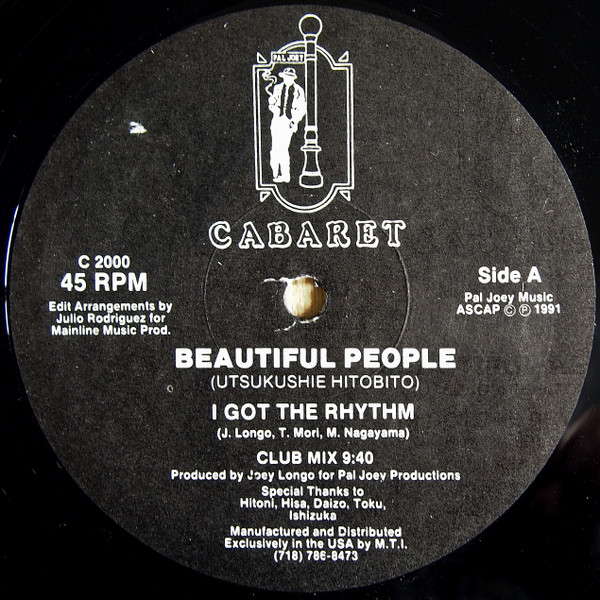 PAL JOEY
CABARET
C 2000
45 RPM
Edit Arrangements by
Julio Rodriguez for
Mainline Music Prod.
Side A
Pal Joey Music
ASCAP © ℗ 1991
BEAUTIFUL PEOPLE
(UTSUKUSHIE HITOBITO)
I GOT THE RHYTHM
(J. Longo, T. Mori, M. Nagayama)
CLUB MIX 9:40
Produced by Joey Longo for Pal Joey Productions
Special Thanks to
Hitoni, Hisa, Daizo, Toku,
Ishizuka
Manufactured and Distributed
Exclusively in the USA by M.T.I.
(718) 786-8473